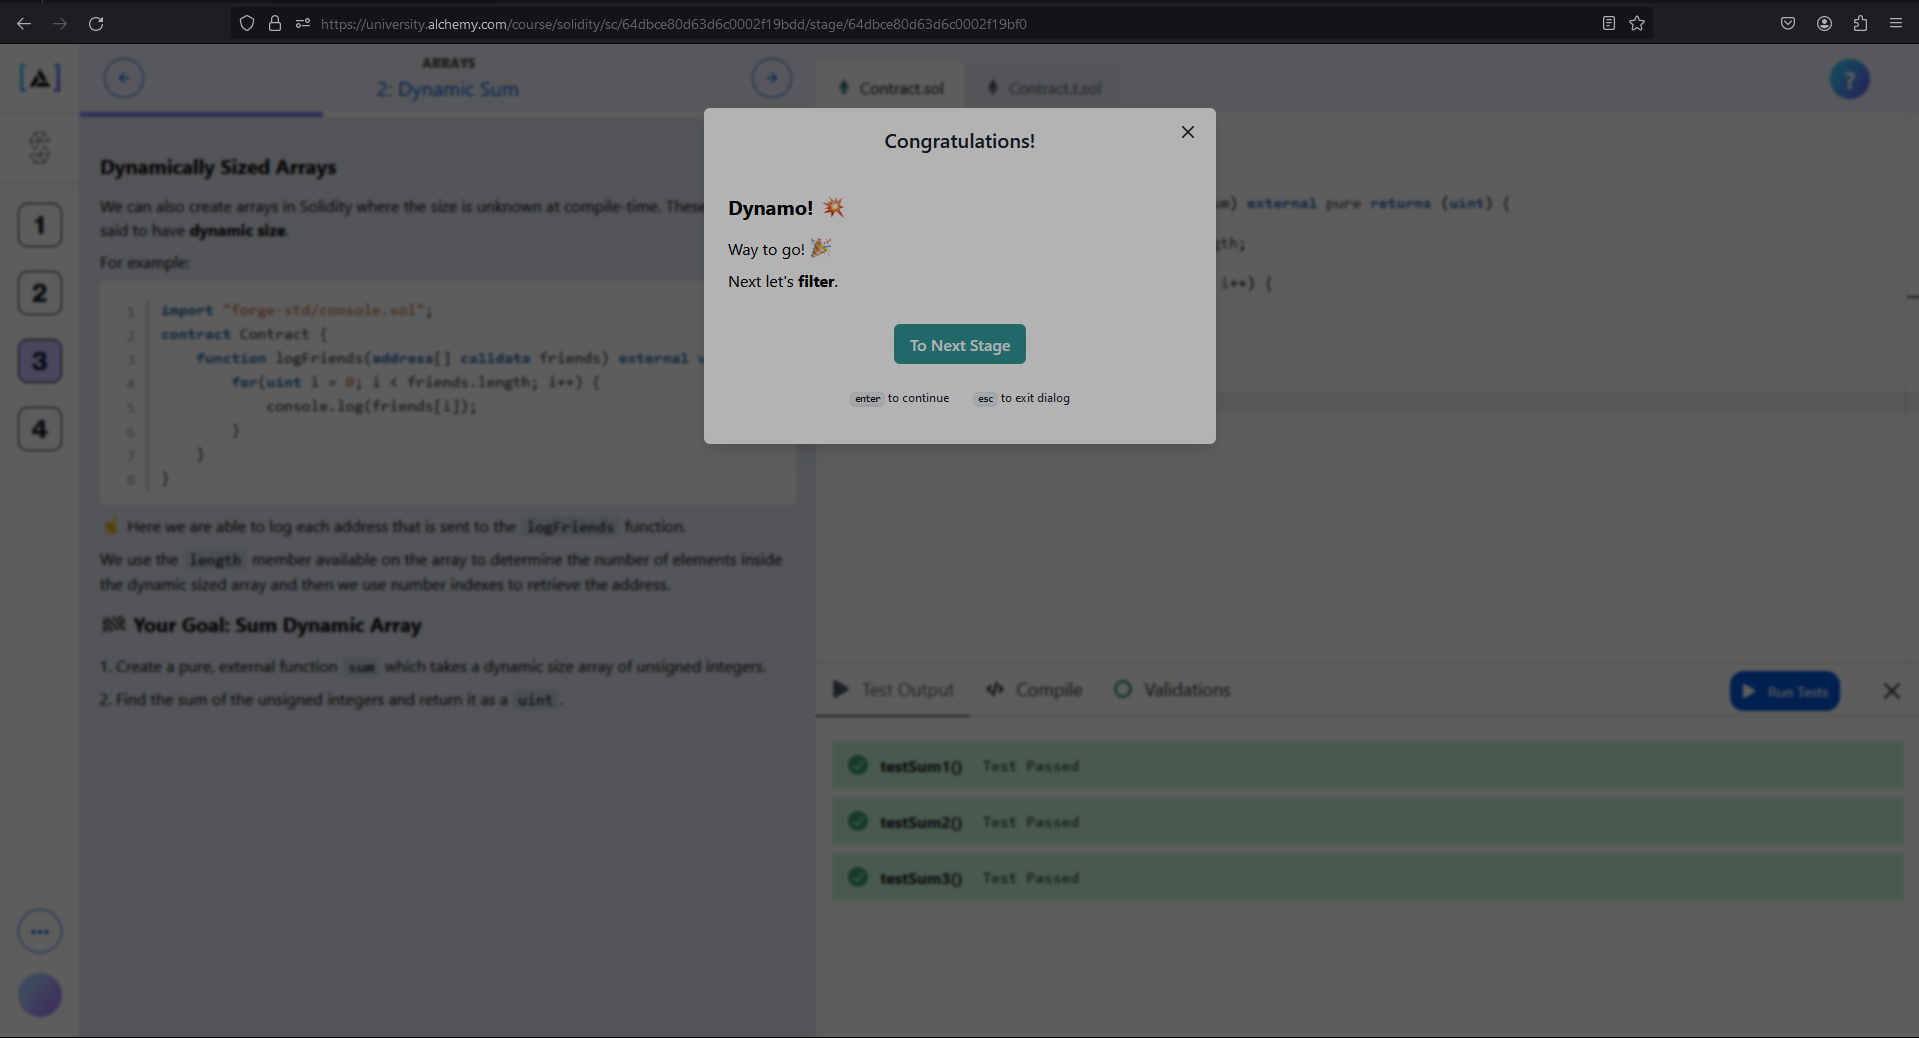 https://university.alchemy.com/course/solidity/sc/64dbce80d63d6c0002f19bdd/stage/64dbce80d63d6c0002f19bf0
ARRAYS
2: Dynamic Sum
Contract.sol
Contract.t.sol
?
1
2
3
4
Dynamically Sized Arrays
We can also create arrays in Solidity where the size is unknown at compile-time. These
said to have dynamic size.
For example:
1 import "forge-std/console.sol";
2 contract Contract {
3 function logFriends(address[] calldata friends) external v
4 for(uint i = 0; i < friends.length; i++) {
5 console.log(friends[i]);
6 }
7 }
8 }
☝ Here we are able to log each address that is sent to the logFriends function.
We use the length member available on the array to determine the number of elements inside
the dynamic sized array and then we use number indexes to retrieve the address.
🏁 Your Goal: Sum Dynamic Array
1. Create a pure, external function sum which takes a dynamic size array of unsigned integers.
2. Find the sum of the unsigned integers and return it as a uint.
Congratulations!
Dynamo! 💥
Way to go! 🎉
Next let's filter.
To Next Stage
enter to continue esc to exit dialog
m) external pure returns (uint) {
gth;
i++) {
Test Output
Compile
Validations
Run Tests
testSum1() Test Passed
testSum2() Test Passed
testSum3() Test Passed